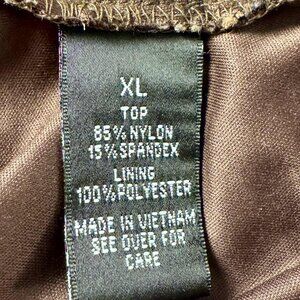 XL
TOP
85% NYLON
15% SPANDEX
LINING
100% POLYESTER
MADE IN VIETNAM
SEE OVER FOR
CARE